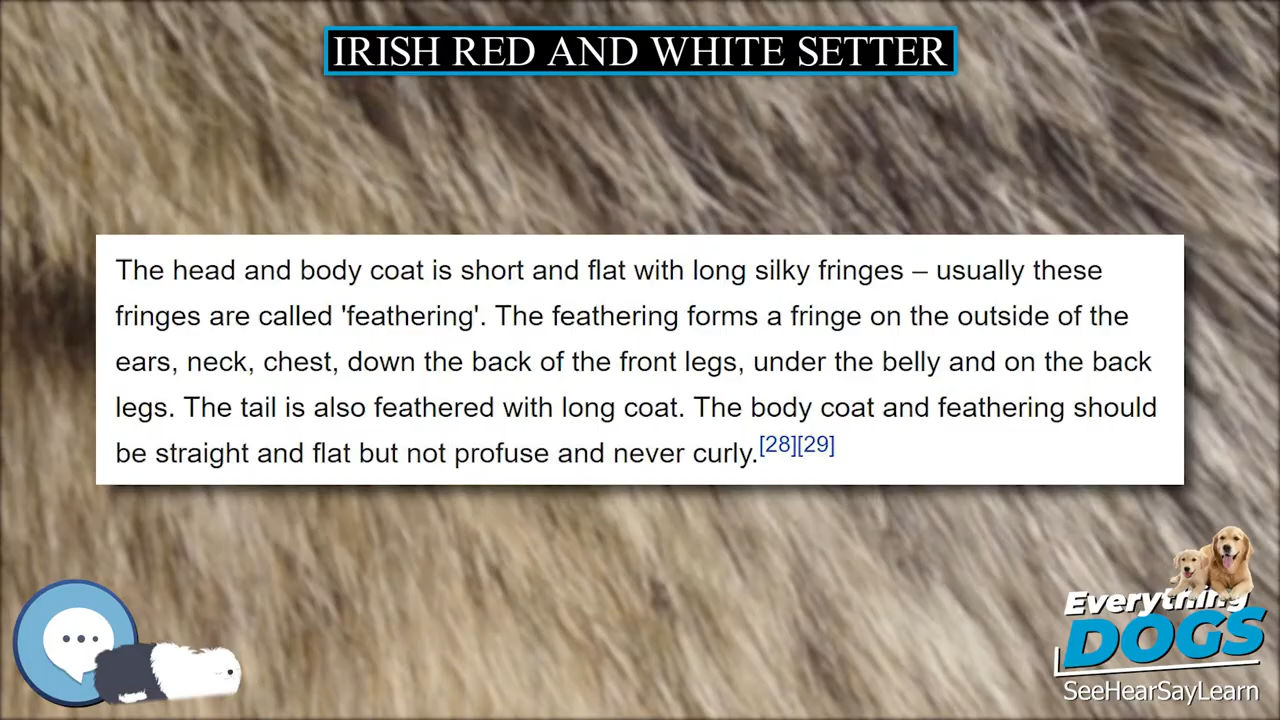 IRISH RED AND WHITE SETTER
The head and body coat is short and flat with long silky fringes – usually these
fringes are called 'feathering'. The feathering forms a fringe on the outside of the
ears, neck, chest, down the back of the front legs, under the belly and on the back
legs. The tail is also feathered with long coat. The body coat and feathering should
be straight and flat but not profuse and never curly.[28][29]
Everything
DOGS
SeeHearSayLearn